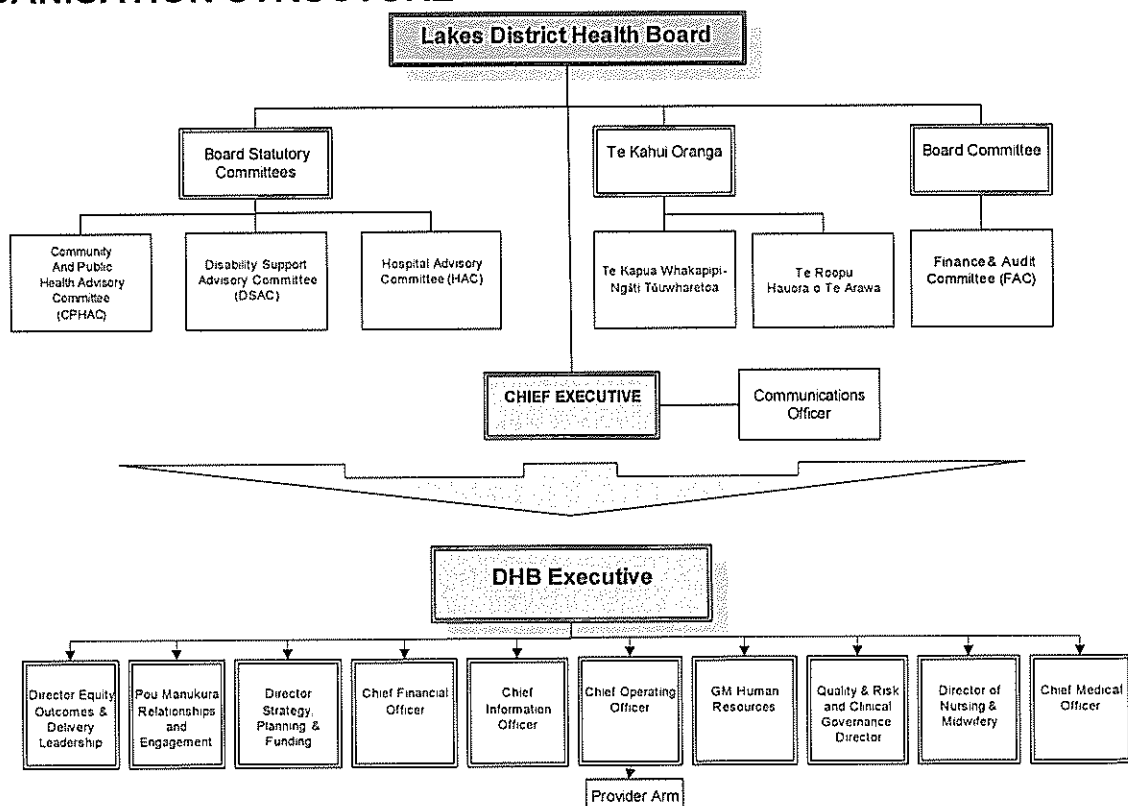 Lakes District Health Board
Board Statutory
Committees
Te Kahui Oranga
Board Committee
Community
And Public
Health Advisory
Committee
(CPHAC)
Disability Support
Advisory Committee
(DSAC)
Hospital Advisory
Committee (HAC)
Te Kapua Whakapipi-
Ngāti Tūuwharetoa
Te Roopu
Hauora o Te Arawa
Finance & Audit
Committee (FAC)
CHIEF EXECUTIVE
Communications
Officer
DHB Executive
Director Equity
Outcomes &
Delivery
Leadership
Pou Manukura
Relationships
and
Engagement
Director
Strategy,
Planning &
Funding
Chief Financial
Officer
Chief
Information
Officer
Chief Operating
Officer
GM Human
Resources
Quality & Risk
and Clinical
Governance
Director
Director of
Nursing &
Midwifery
Chief Medical
Officer
Provider Arm